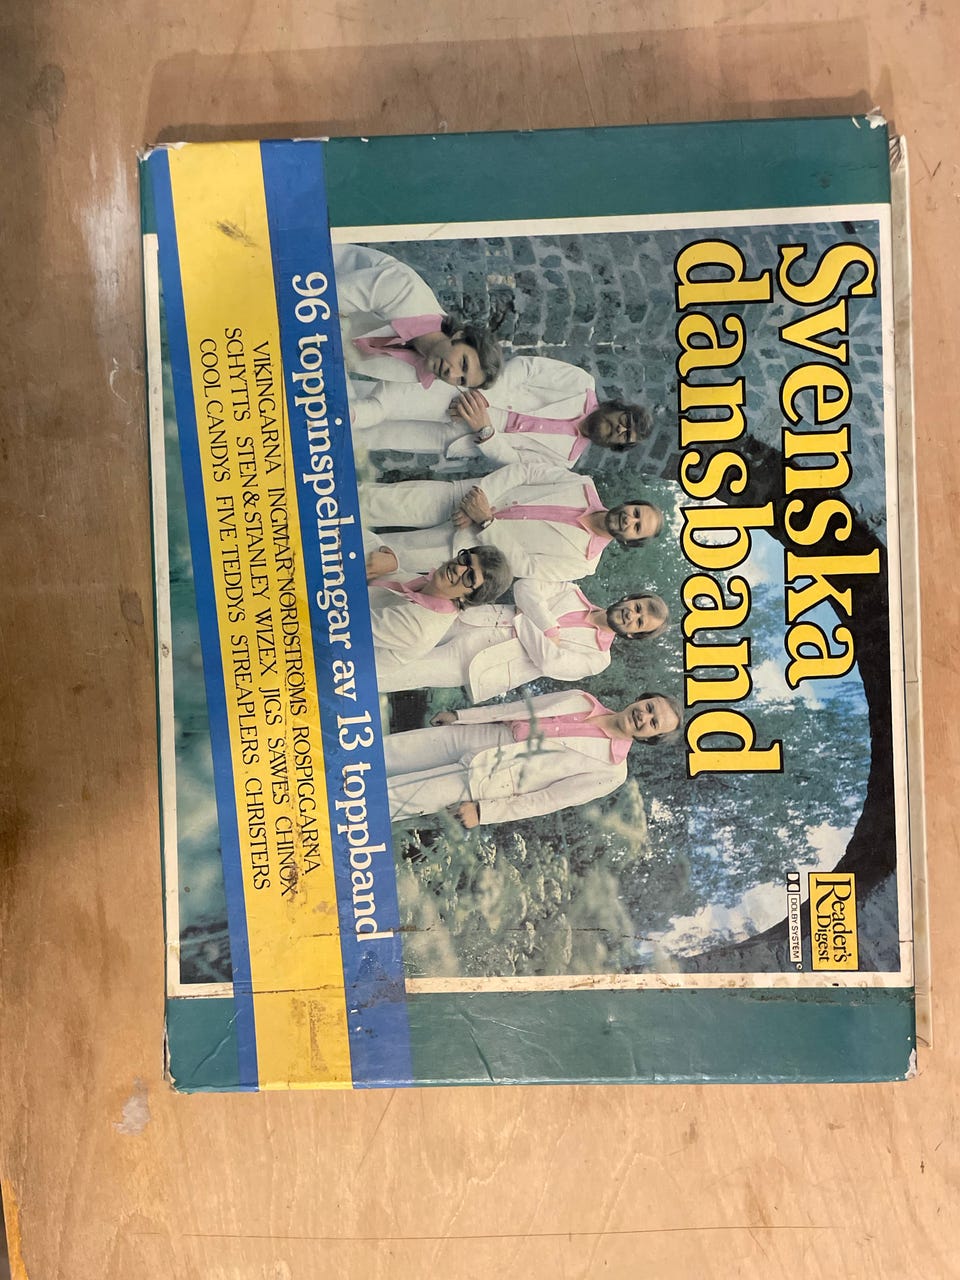 Svenska
dansband
Reader's
Digest
DOLBY SYSTEM
96 toppinspelningar av 13 toppband
VIKINGARNA INGMAR NORDSTRÖMS ROSPIGGARNA
SCHYTTS STEN & STANLEY WIZEX JIGS SÄWES CHINOX
COOL CANDYS FIVE TEDDYS STREAPLERS CHRISTERS